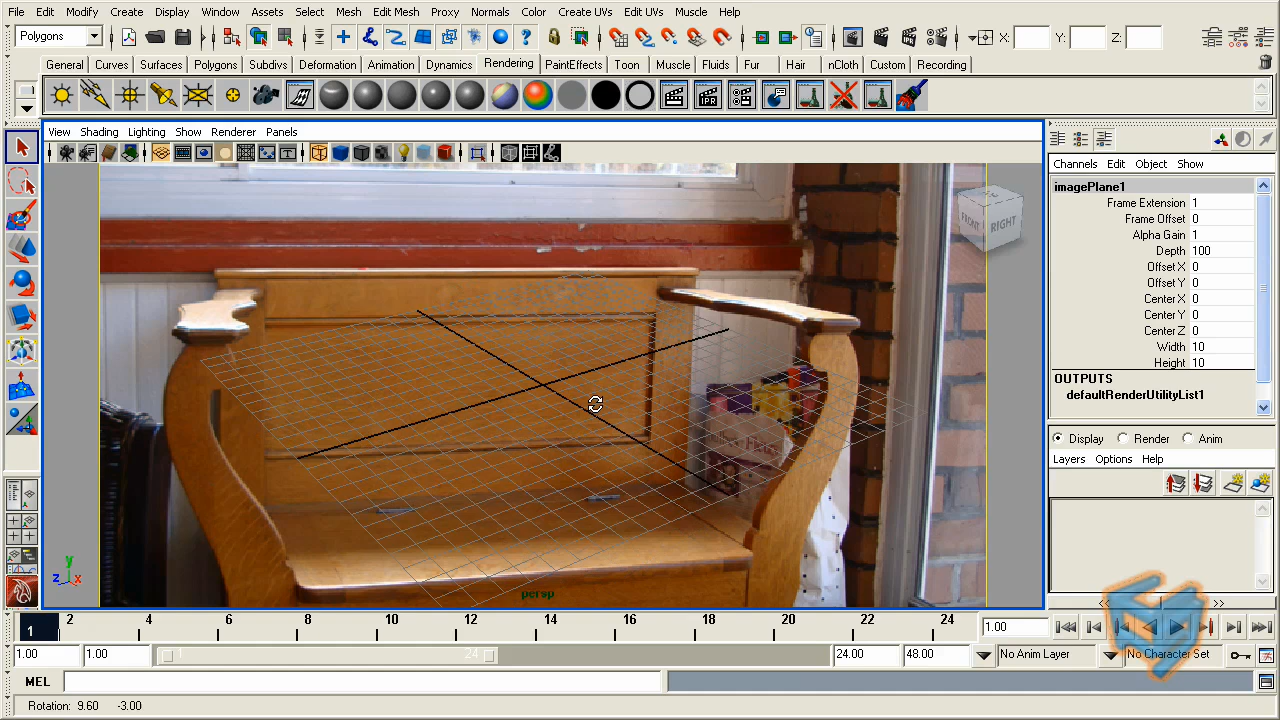 File Edit Modify Create Display Window Assets Select Mesh Edit Mesh Proxy Normals Color Create UVs Edit UVs Muscle Help
Polygons X: Y: Z:
General Curves Surfaces Polygons Subdivs Deformation Animation Dynamics Rendering PaintEffects Toon Muscle Fluids Fur Hair nCloth Custom Recording
IPR
View Shading Lighting Show Renderer Panels
Channels Edit Object Show
imagePlane1
Frame Extension 1
Frame Offset 0
Alpha Gain 1
Depth 100
Offset X 0
Offset Y 0
Center X 0
Center Y 0
Center Z 0
Width 10
Height 10
OUTPUTS
defaultRenderUtilityList1
FRONT RIGHT
Display Render Anim
Layers Options Help
y
z x
persp
1 2 4 6 8 10 12 14 16 18 20 22 24 1.00
1.00 1.00 1 24 24.00 48.00 No Anim Layer No Character Set
MEL
Rotation: 9.60 -3.00